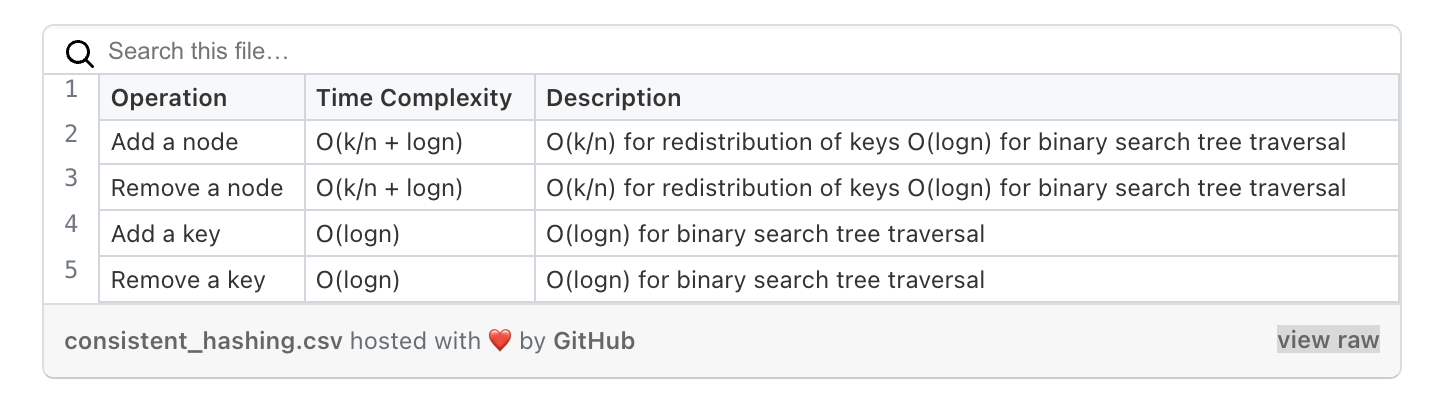 Search this file…
1 Operation Time Complexity Description
2 Add a node O(k/n + logn) O(k/n) for redistribution of keys O(logn) for binary search tree traversal
3 Remove a node O(k/n + logn) O(k/n) for redistribution of keys O(logn) for binary search tree traversal
4 Add a key O(logn) O(logn) for binary search tree traversal
5 Remove a key O(logn) O(logn) for binary search tree traversal
consistent_hashing.csv hosted with ❤️ by GitHub view raw